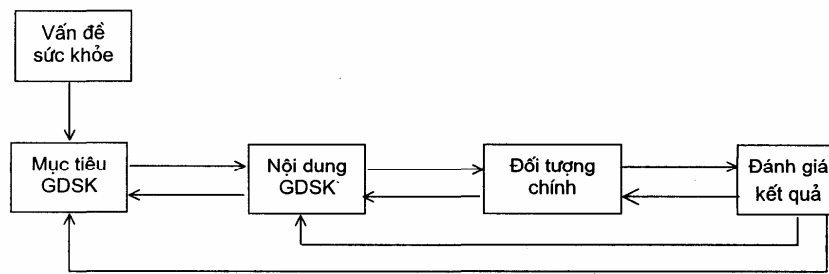 Vấn đề
sức khỏe
Mục tiêu
GDSK
Nội dung
GDSK
Đối tượng
chính
Đánh giá
kết quả